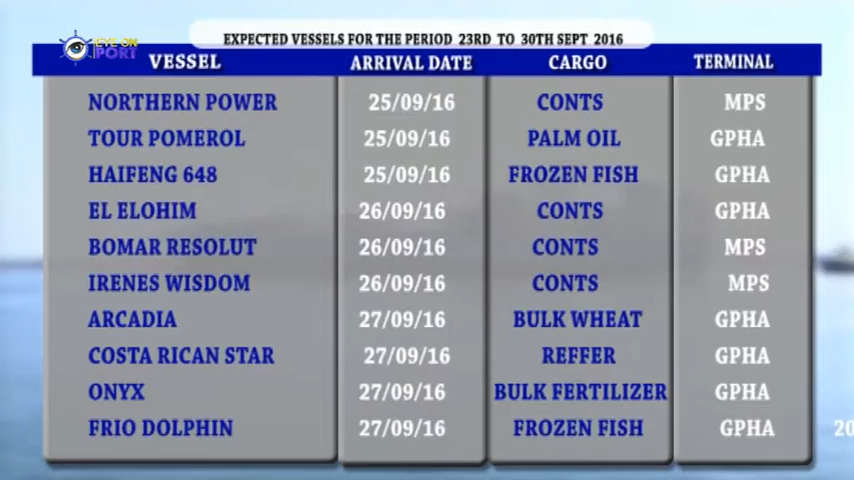 EXPECTED VESSELS FOR THE PERIOD 23RD TO 30TH SEPT 2016
EYE ON
PORT
VESSEL ARRIVAL DATE CARGO TERMINAL
NORTHERN POWER 25/09/16 CONTS MPS
TOUR POMEROL 25/09/16 PALM OIL GPHA
HAIFENG 648 25/09/16 FROZEN FISH GPHA
EL ELOHIM 26/09/16 CONTS GPHA
BOMAR RESOLUT 26/09/16 CONTS MPS
IRENES WISDOM 26/09/16 CONTS MPS
ARCADIA 27/09/16 BULK WHEAT GPHA
COSTA RICAN STAR 27/09/16 REFFER GPHA
ONYX 27/09/16 BULK FERTILIZER GPHA
FRIO DOLPHIN 27/09/16 FROZEN FISH GPHA 20